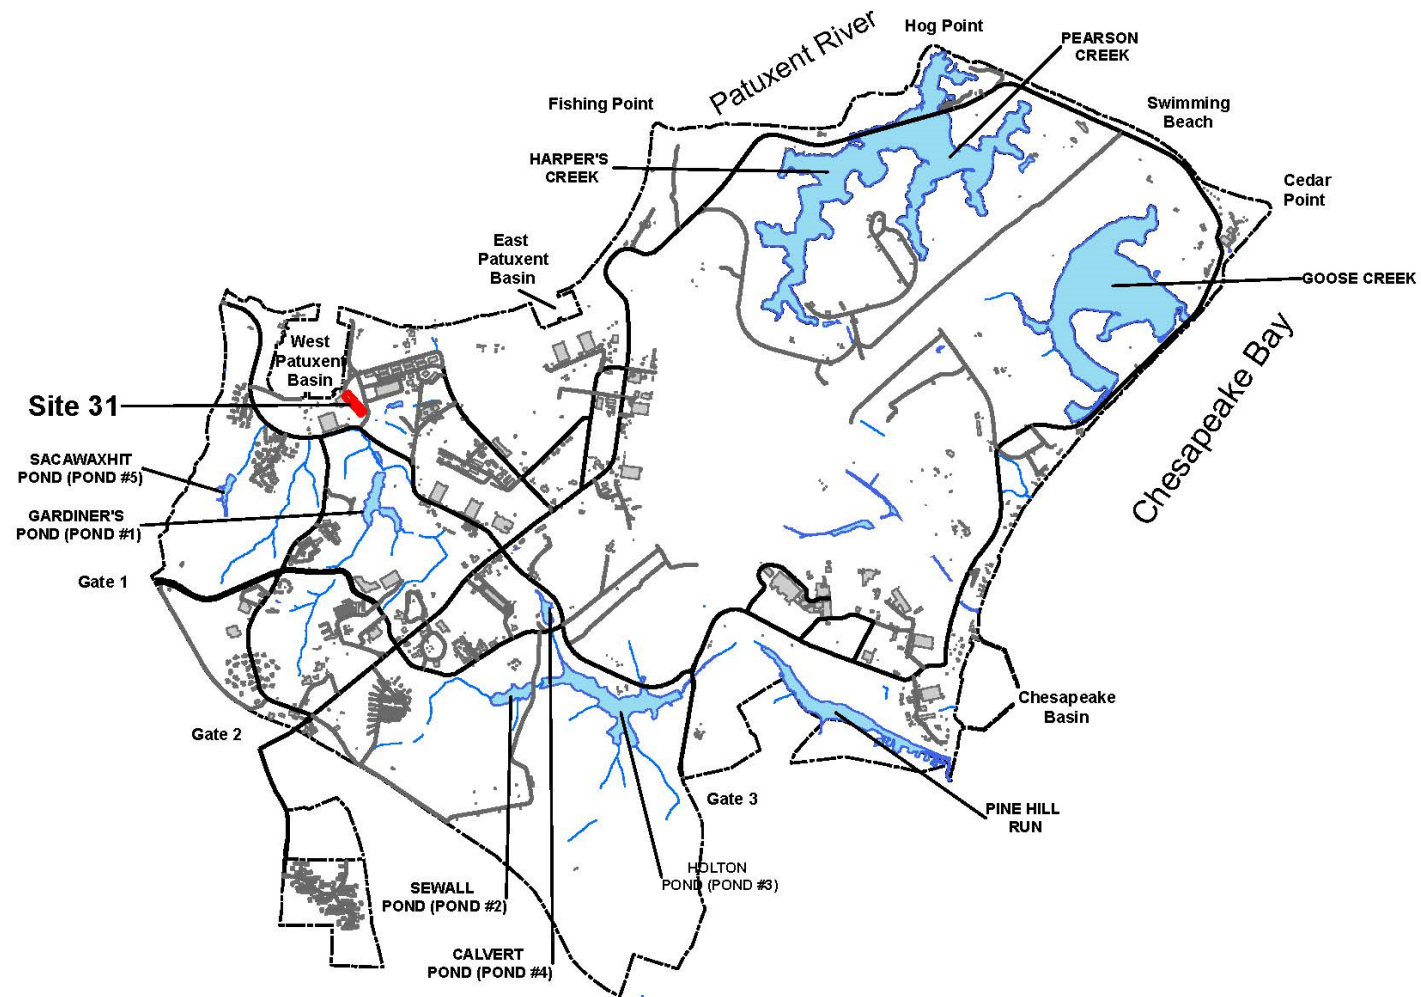 Hog Point
Patuxent River
PEARSON
CREEK
Fishing Point
Swimming
Beach
HARPER'S
CREEK
Cedar
Point
East
Patuxent
Basin
GOOSE CREEK
West
Patuxent
Basin
Chesapeake Bay
Site 31
SACAWAXHIT
POND (POND #5)
GARDINER'S
POND (POND #1)
Gate 1
Chesapeake
Basin
Gate 2
Gate 3
PINE HILL
RUN
HOLTON
POND (POND #3)
SEWALL
POND (POND #2)
CALVERT
POND (POND #4)